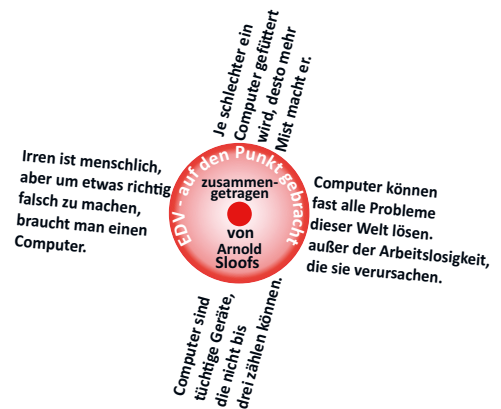 Je schlechter ein
Computer gefüttert
wird, desto mehr
Mist macht er.
Irren ist menschlich,
aber um etwas richtig
falsch zu machen,
braucht man einen
Computer.
EDV - auf den Punkt gebracht
zusammen-
getragen
von
Arnold
Sloofs
Computer können
fast alle Probleme
dieser Welt lösen.
außer der Arbeitslosigkeit,
die sie verursachen.
Computer sind
tüchtige Geräte,
die nicht bis
drei zählen können.